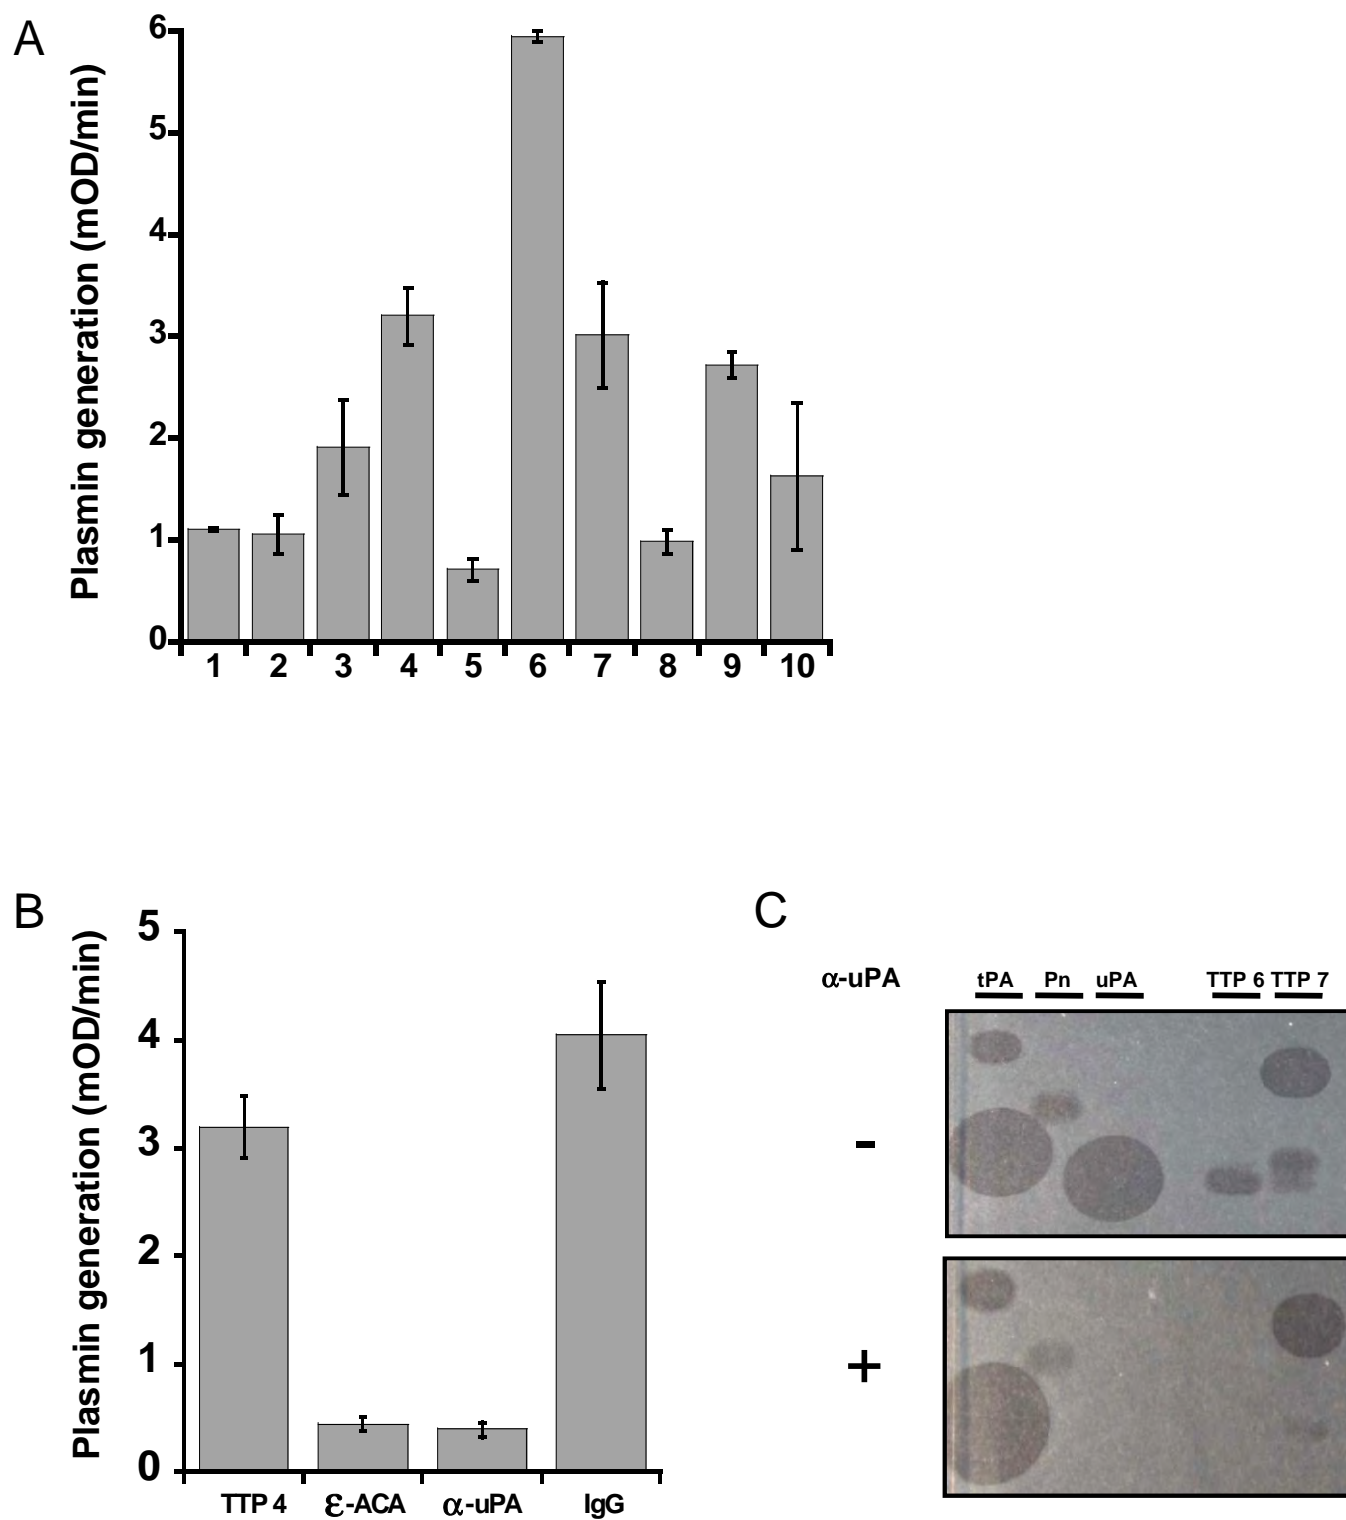 A
Plasmin generation (mOD/min)
6
5
4
3
2
1
0
1 2 3 4 5 6 7 8 9 10
B
Plasmin generation (mOD/min)
5
4
3
2
1
0
TTP 4 ε-ACA α-uPA IgG
C
α-uPA tPA Pn uPA TTP 6 TTP 7
-
+